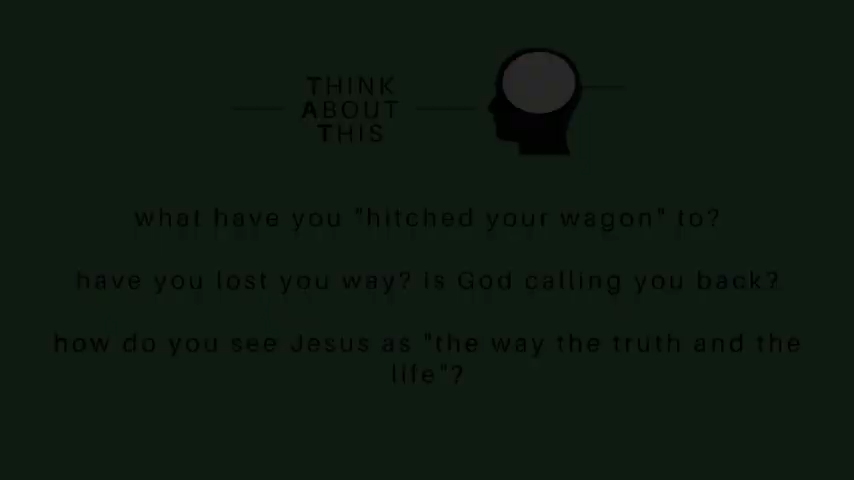 THINK
ABOUT
THIS
what have you "hitched your wagon" to?
have you lost you way? is God calling you back?
how do you see Jesus as "the way the truth and the
life"?